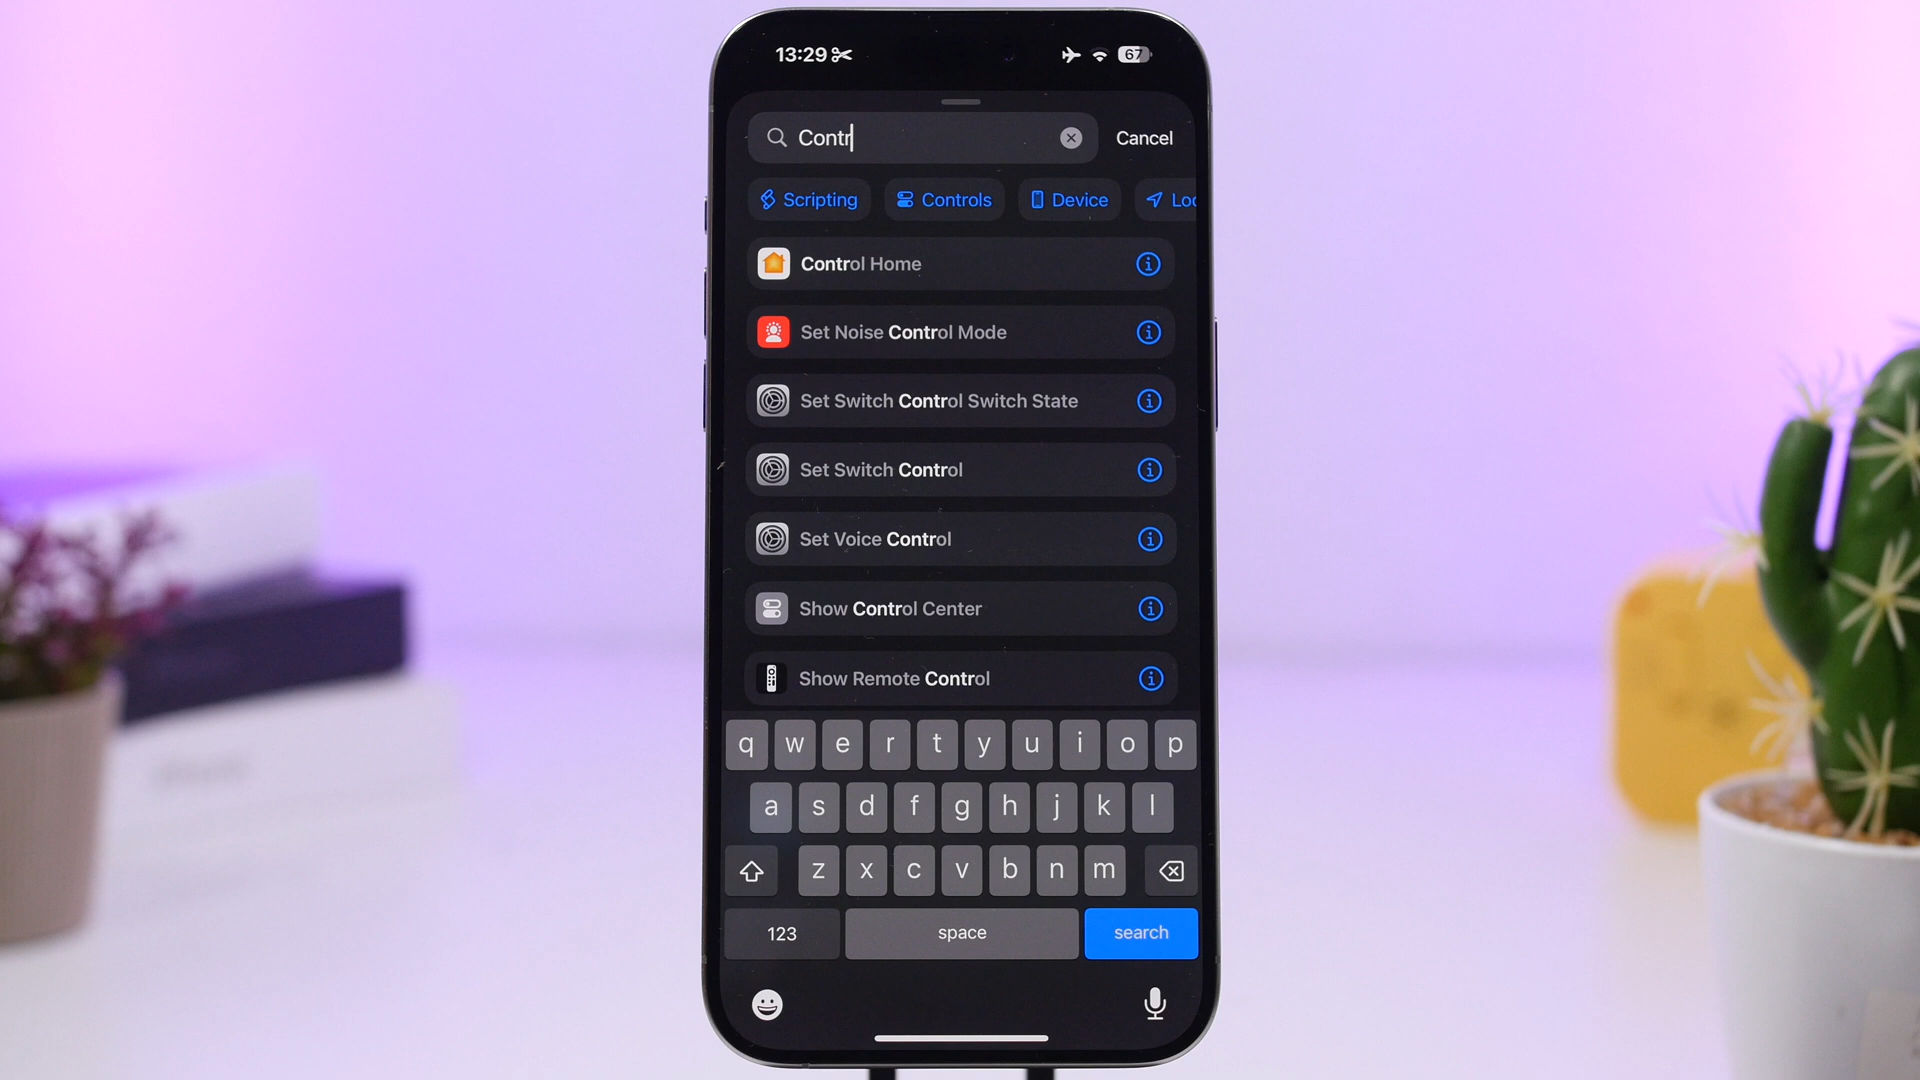 13:29
67
Contr
Cancel
Scripting
Controls
Device
Loc
Control Home
Set Noise Control Mode
Set Switch Control Switch State
Set Switch Control
Set Voice Control
Show Control Center
Show Remote Control
q w e r t y u i o p
a s d f g h j k l
z x c v b n m
123
space
search